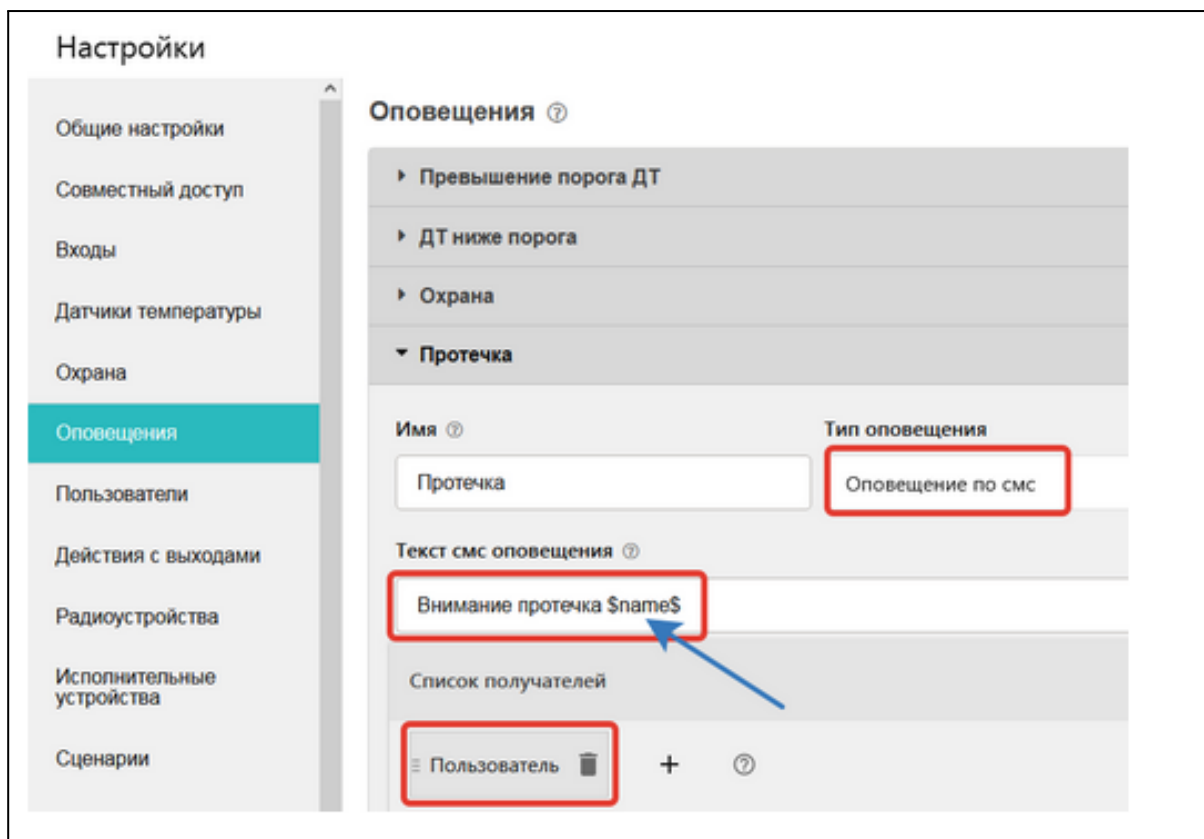 Настройки
Общие настройки
Совместный доступ
Входы
Датчики температуры
Охрана
Оповещения
Пользователи
Действия с выходами
Радиоустройства
Исполнительные
устройства
Сценарии
Оповещения ?
Превышение порога ДТ
ДТ ниже порога
Охрана
Протечка
Имя ?
Тип оповещения
Протечка
Оповещение по смс
Текст смс оповещения ?
Внимание протечка $name$
Список получателей
Пользователь + ?